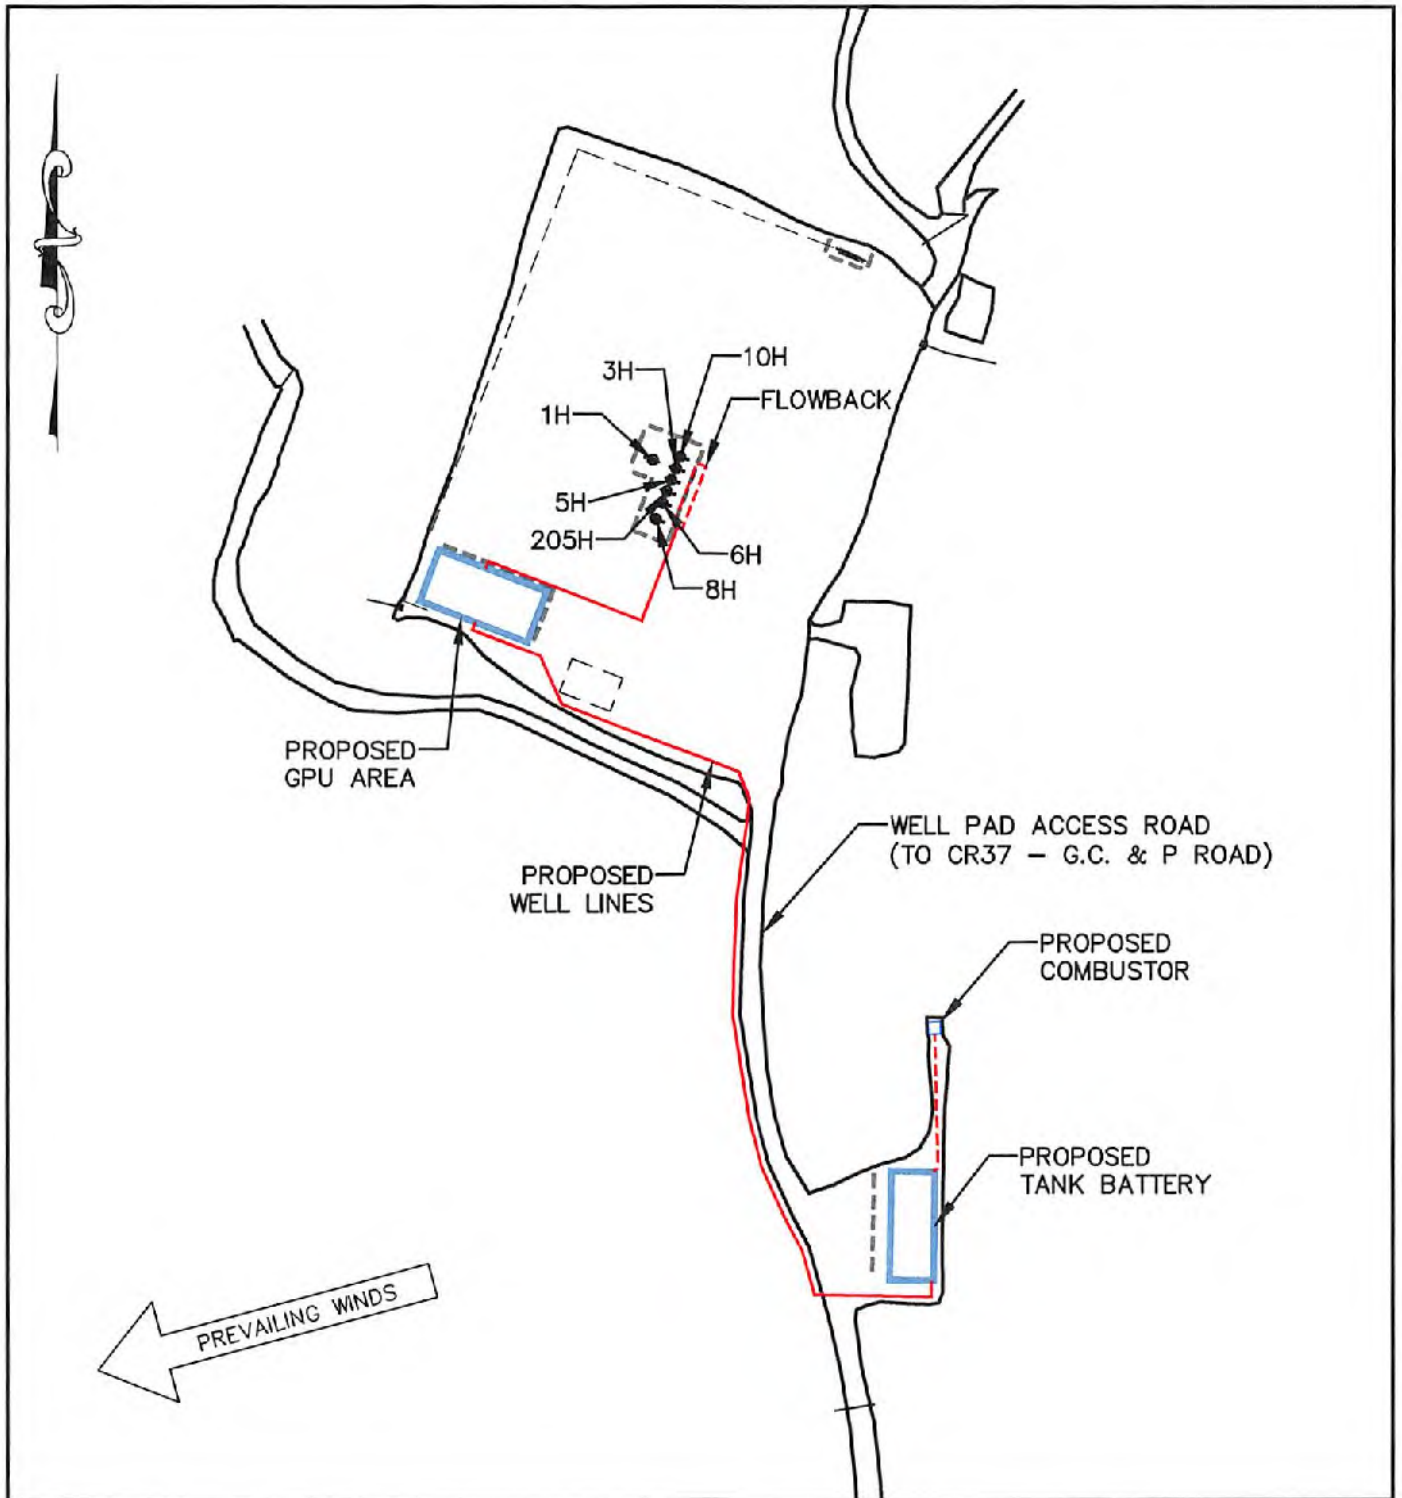 10H
3H
FLOWBACK
1H
5H
205H
6H
8H
PROPOSED
GPU AREA
WELL PAD ACCESS ROAD
(TO CR37 – G.C. & P ROAD)
PROPOSED
WELL LINES
PROPOSED
COMBUSTOR
PROPOSED
TANK BATTERY
PREVAILING WINDS